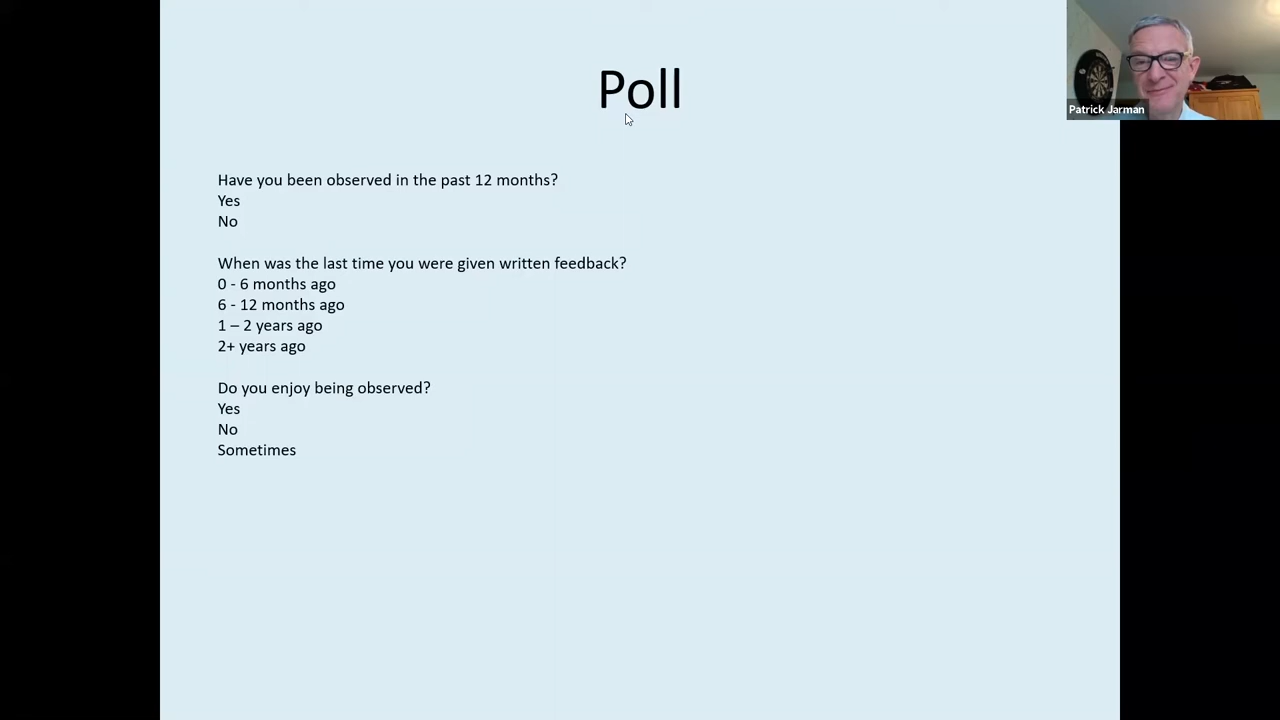 Poll
Patrick Jarman
Have you been observed in the past 12 months?
Yes
No
When was the last time you were given written feedback?
0 - 6 months ago
6 - 12 months ago
1 – 2 years ago
2+ years ago
Do you enjoy being observed?
Yes
No
Sometimes